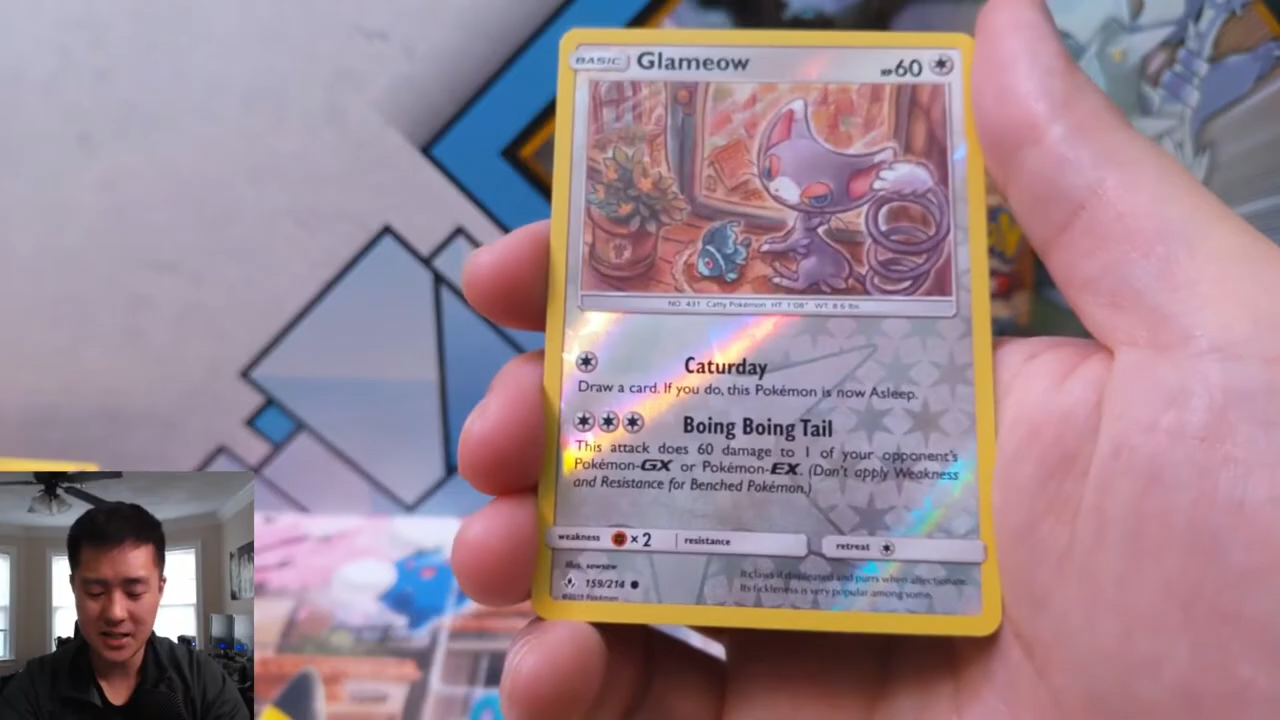 BASIC Glameow HP60
NO. 431 Catty Pokémon HT: 1'08" WT: 8.6 lbs.
Caturday
Draw a card. If you do, this Pokémon is now Asleep.
Boing Boing Tail
This attack does 60 damage to 1 of your opponent's
Pokémon-GX or Pokémon-EX. (Don't apply Weakness
and Resistance for Benched Pokémon.)
weakness ×2 resistance retreat
Illus. sowsow
159/214
©2019 Pokémon
It claws if displeased and purrs when affectionate.
Its fickleness is very popular among some.